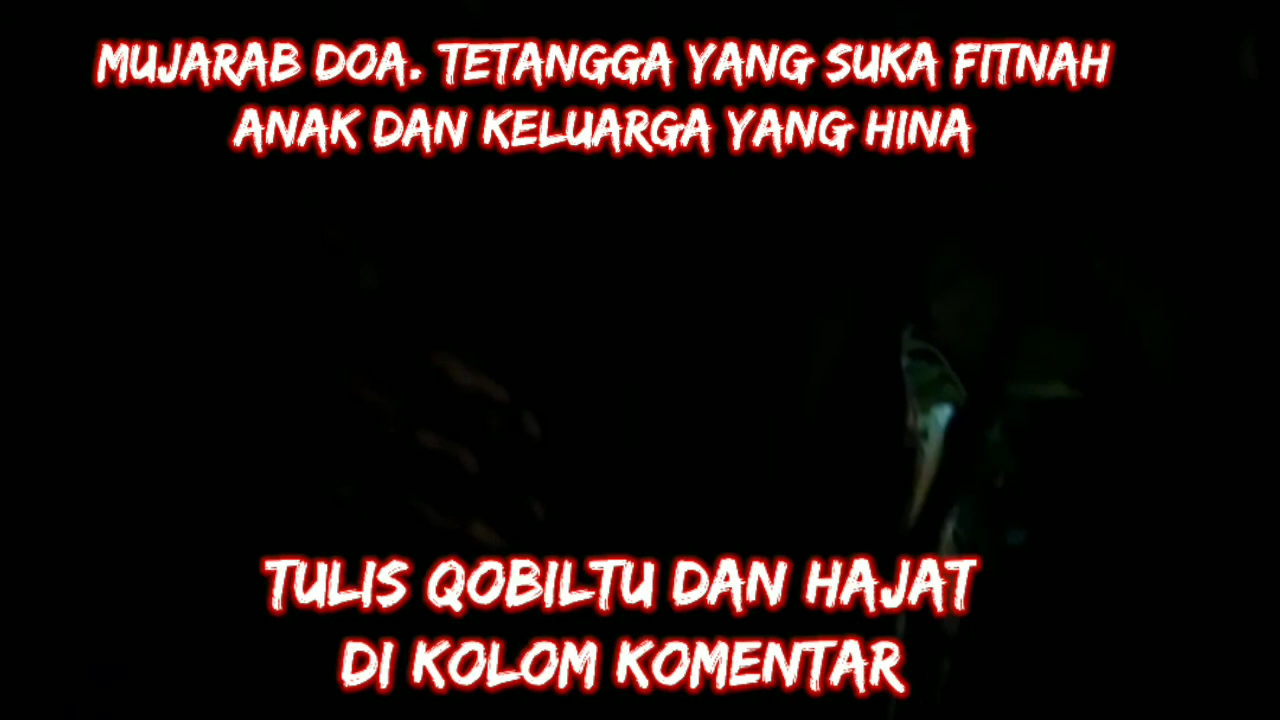 MUJARAB DOA. TETANGGA YANG SUKA FITNAH
ANAK DAN KELUARGA YANG HINA
TULIS QOBILTU DAN HAJAT
DI KOLOM KOMENTAR